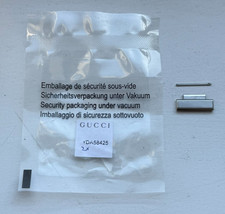 Emballage de sécurité sous-vide
Sicherheitsverpackung unter Vakuum
Security packaging under vacuum
Imballaggio di sicurezza sottovuoto
GUCCI